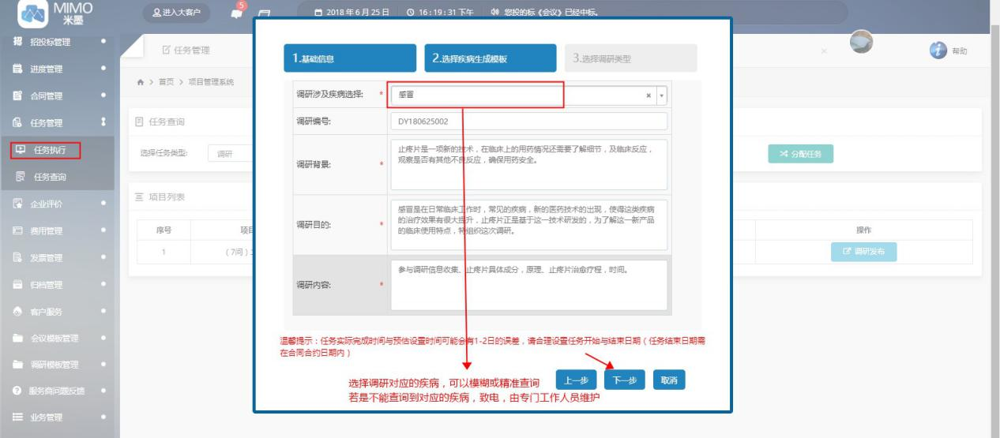 MIMO
米墨
进入大客户
5
2018年6月25日
16:19:31 下午
您投的标《会议》已经中标。
招 招投标管理
进度管理
合同管理
任务管理
任务执行
任务查询
企业评价
费用管理
发票管理
归档管理
客户服务
会议模板管理
调研模板管理
服务商问题反馈
业务管理
任务管理
帮助
首页 > 项目管理系统
任务查询
选择任务类型: 调研
分配任务
项目列表
序号
操作
1
(7问)
调研发布
1.基础信息
2.选择疾病生成模板
3.选择调研类型
调研涉及疾病选择: * 感冒
调研编号: DY180625002
调研背景: *
止疼片是一项新的技术，在临床上的用药情况还需要了解细节，及临床反应，
观察是否有其他不良反应，确保用药安全。
调研目的: *
感冒是在日常临床工作时，常见的疾病，新的医药技术的出现，使得这类疾病
的治疗效果有很大提升，止疼片正是基于这一技术研发的，为了解这一新产品
的临床使用特点，特组织这次调研。
调研内容: *
参与调研信息收集、止疼片具体成分，原理、止疼片治愈疗程，时间。
温馨提示：任务实际完成时间与预估设置时间可能会有1-2日的误差，请合理设置任务开始与结束日期（任务结束日期需
在合同合约日期内）
上一步
下一步
取消
选择调研对应的疾病，可以模糊或精准查询
若是不能查询到对应的疾病，致电，由专门工作人员维护